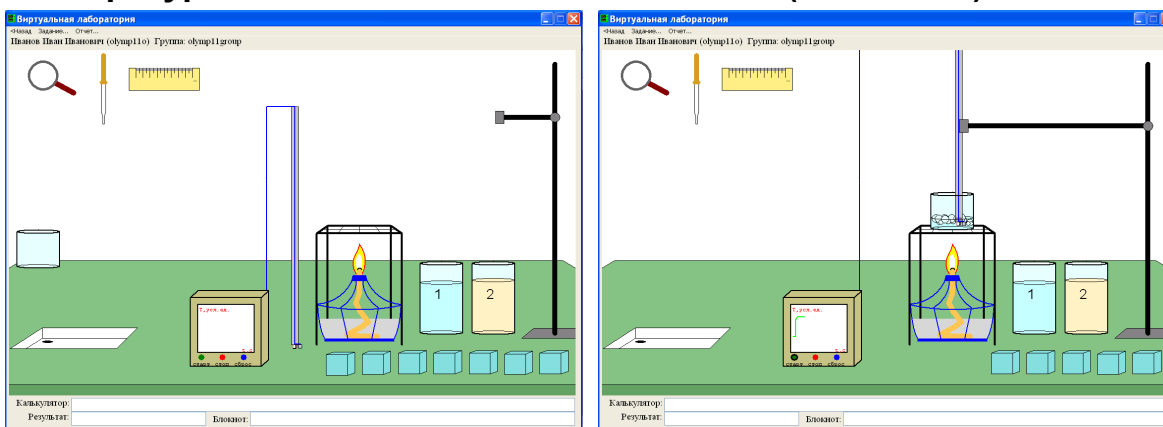 Виртуальная лаборатория
<Назад Задание... Отчет...
Иванов Иван Иванович (olymp11o) Группа: olymp11group
T, усл. ед.
старт стоп сброс
1
2
Калькулятор:
Результат:
Блокнот:
Виртуальная лаборатория
<Назад Задание... Отчет...
Иванов Иван Иванович (olymp11o) Группа: olymp11group
T, усл. ед.
старт стоп сброс
1
2
Калькулятор:
Результат:
Блокнот: